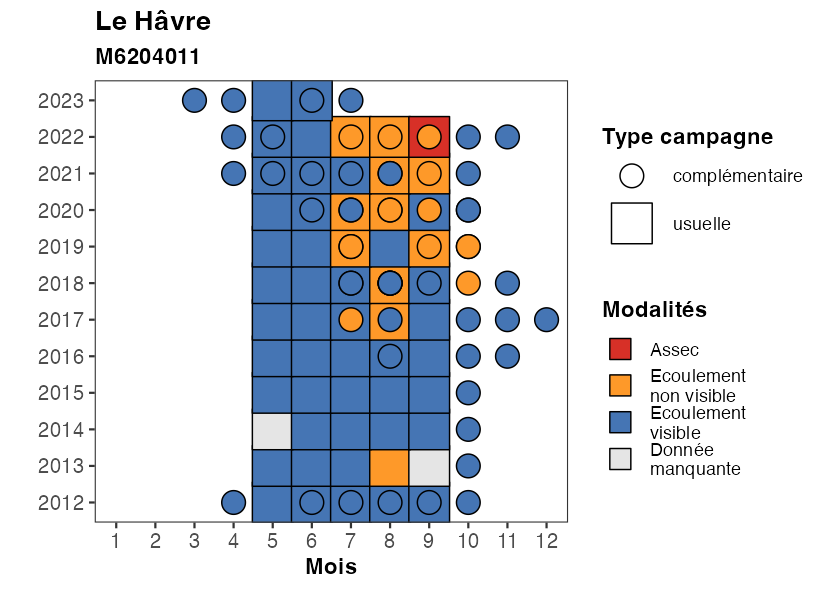 Le Hâvre
M6204011
2023
2022
2021
2020
2019
2018
2017
2016
2015
2014
2013
2012
1 2 3 4 5 6 7 8 9 10 11 12
Mois
Type campagne
complémentaire
usuelle
Modalités
Assec
Ecoulement
non visible
Ecoulement
visible
Donnée
manquante